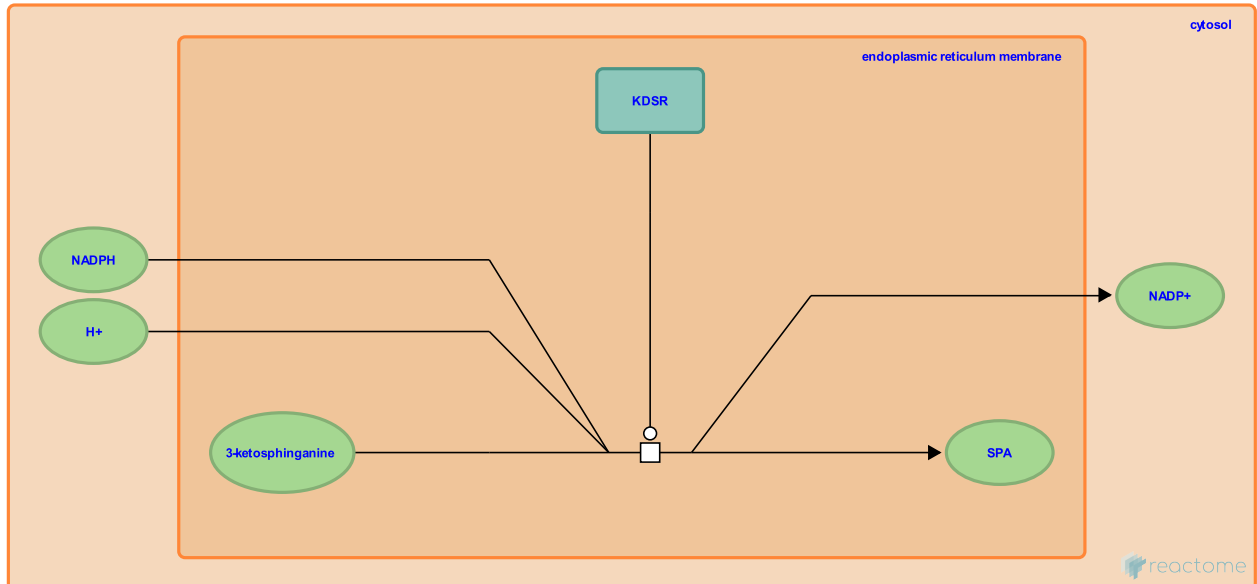 cytosol
endoplasmic reticulum membrane
KDSR
NADPH
H+
NADP+
3-ketosphinganine
SPA
reactome